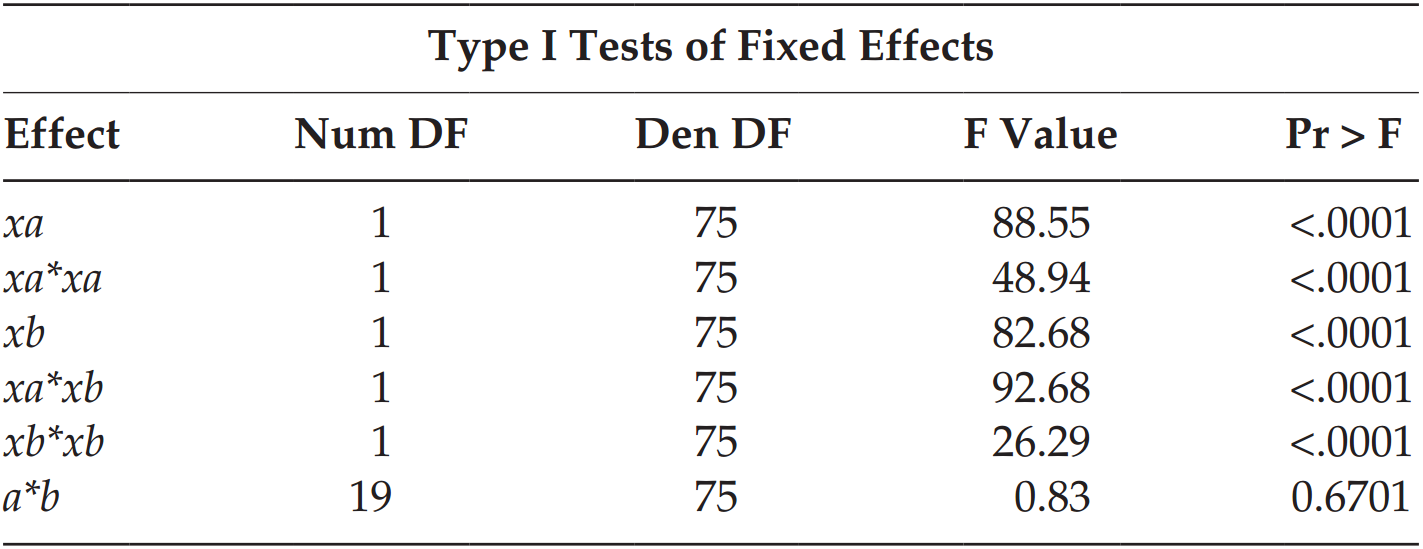 Type I Tests of Fixed Effects
Effect Num DF Den DF F Value Pr > F
xa 1 75 88.55 <.0001
xa*xa 1 75 48.94 <.0001
xb 1 75 82.68 <.0001
xa*xb 1 75 92.68 <.0001
xb*xb 1 75 26.29 <.0001
a*b 19 75 0.83 0.6701